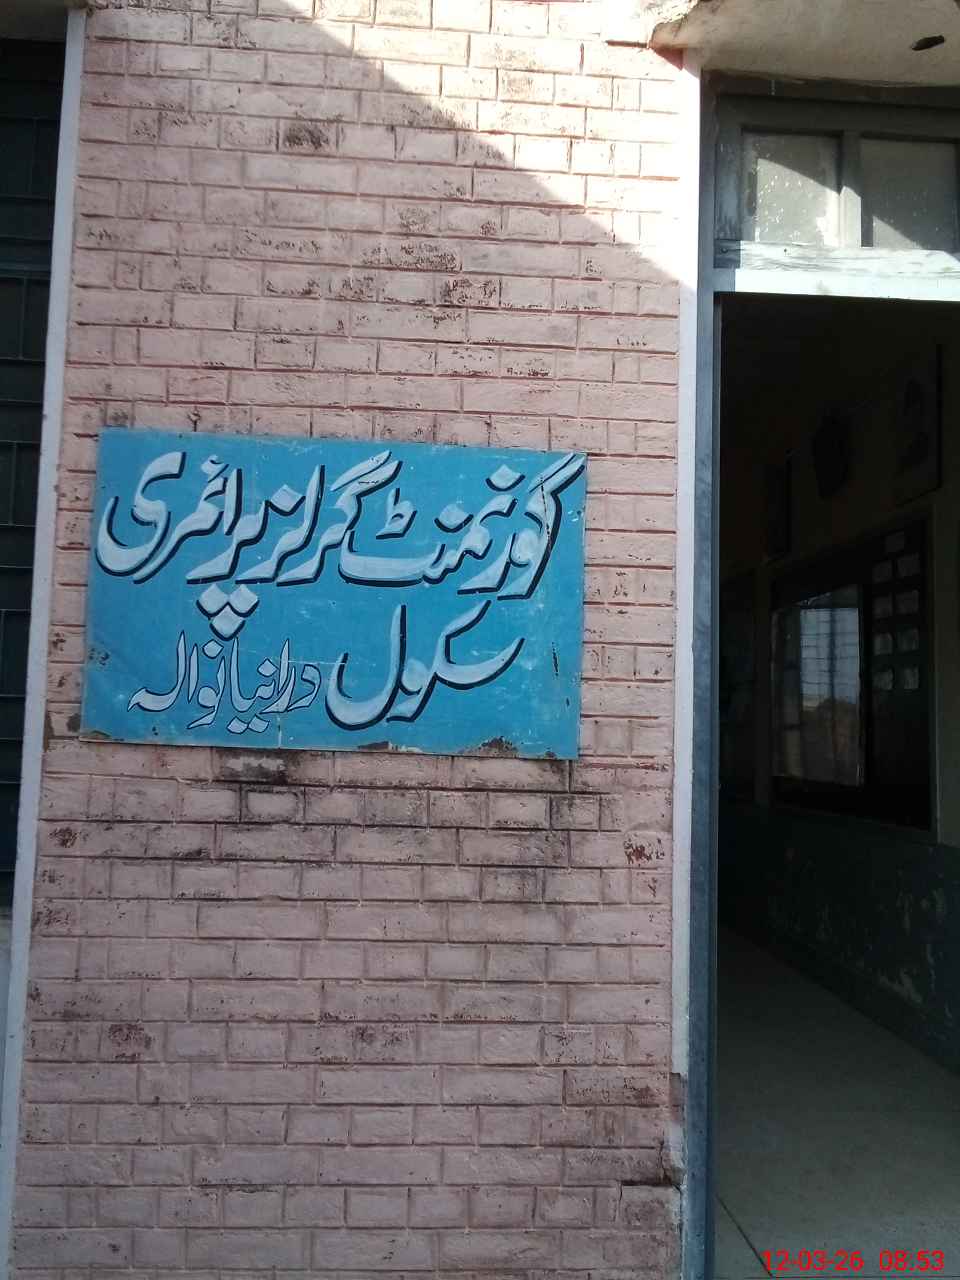 گورنمنٹ گرلز پرائمری
سکول درانیانوالہ
12-03-26 08.53